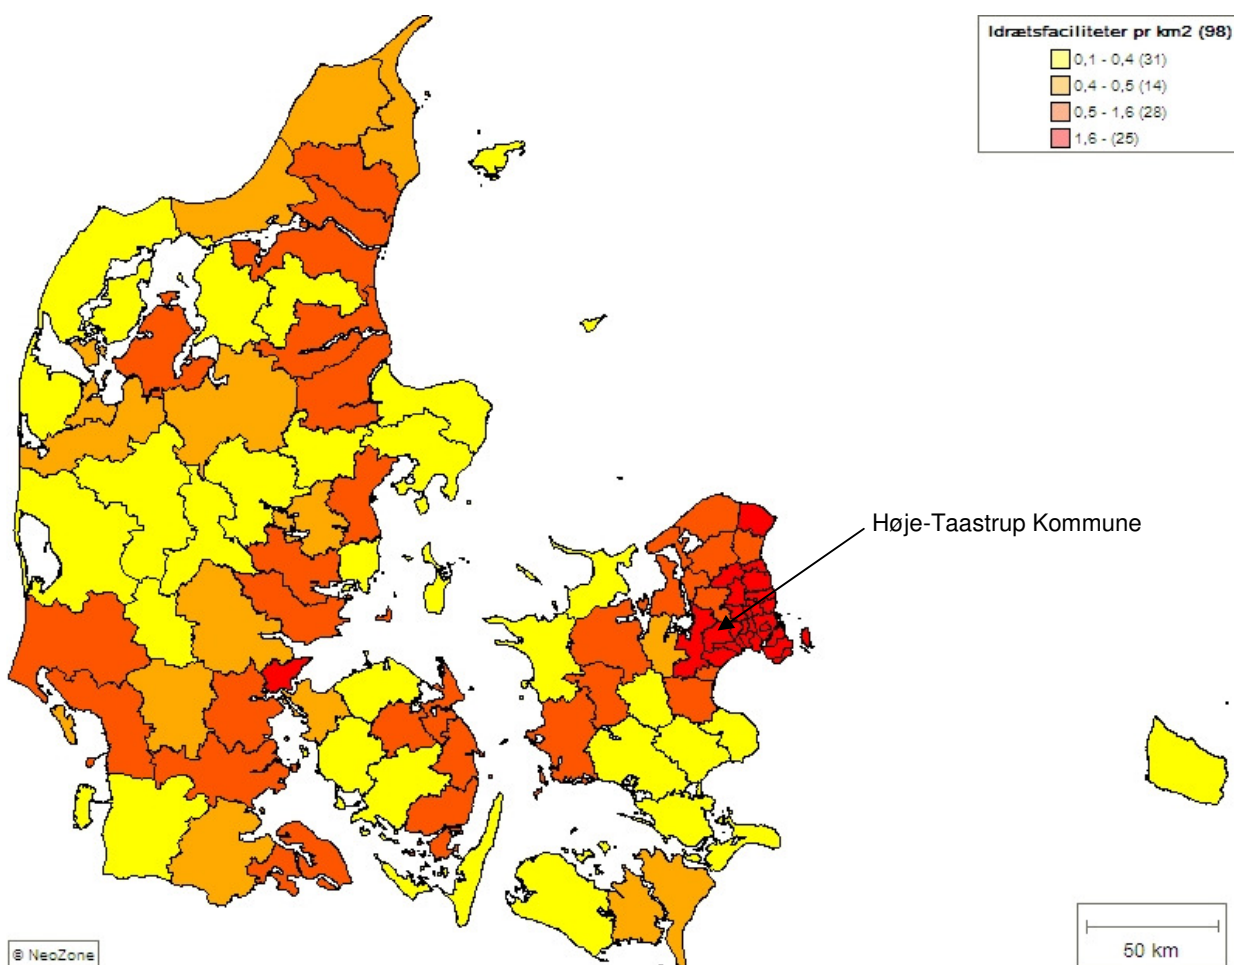 Idrætsfaciliteter pr km2 (98)
0,1 - 0,4 (31)
0,4 - 0,5 (14)
0,5 - 1,6 (28)
1,6 - (25)
Høje-Taastrup Kommune
50 km
© NeoZone